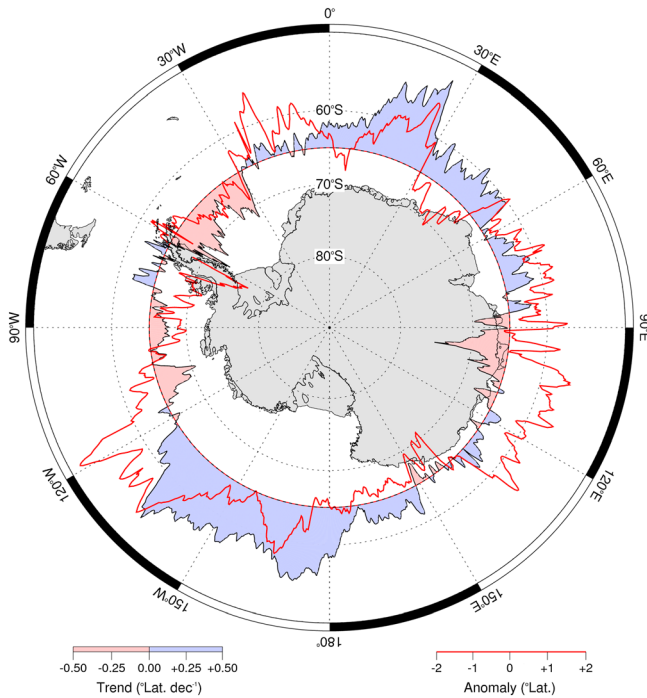 0°
30°W
30°E
60°S
60°W
60°E
70°S
80°S
90°W
90°E
120°W
120°E
150°W
150°E
180°
-0.50 -0.25 0.00 +0.25 +0.50
Trend (°Lat. dec⁻¹)
-2 -1 0 +1 +2
Anomaly (°Lat.)